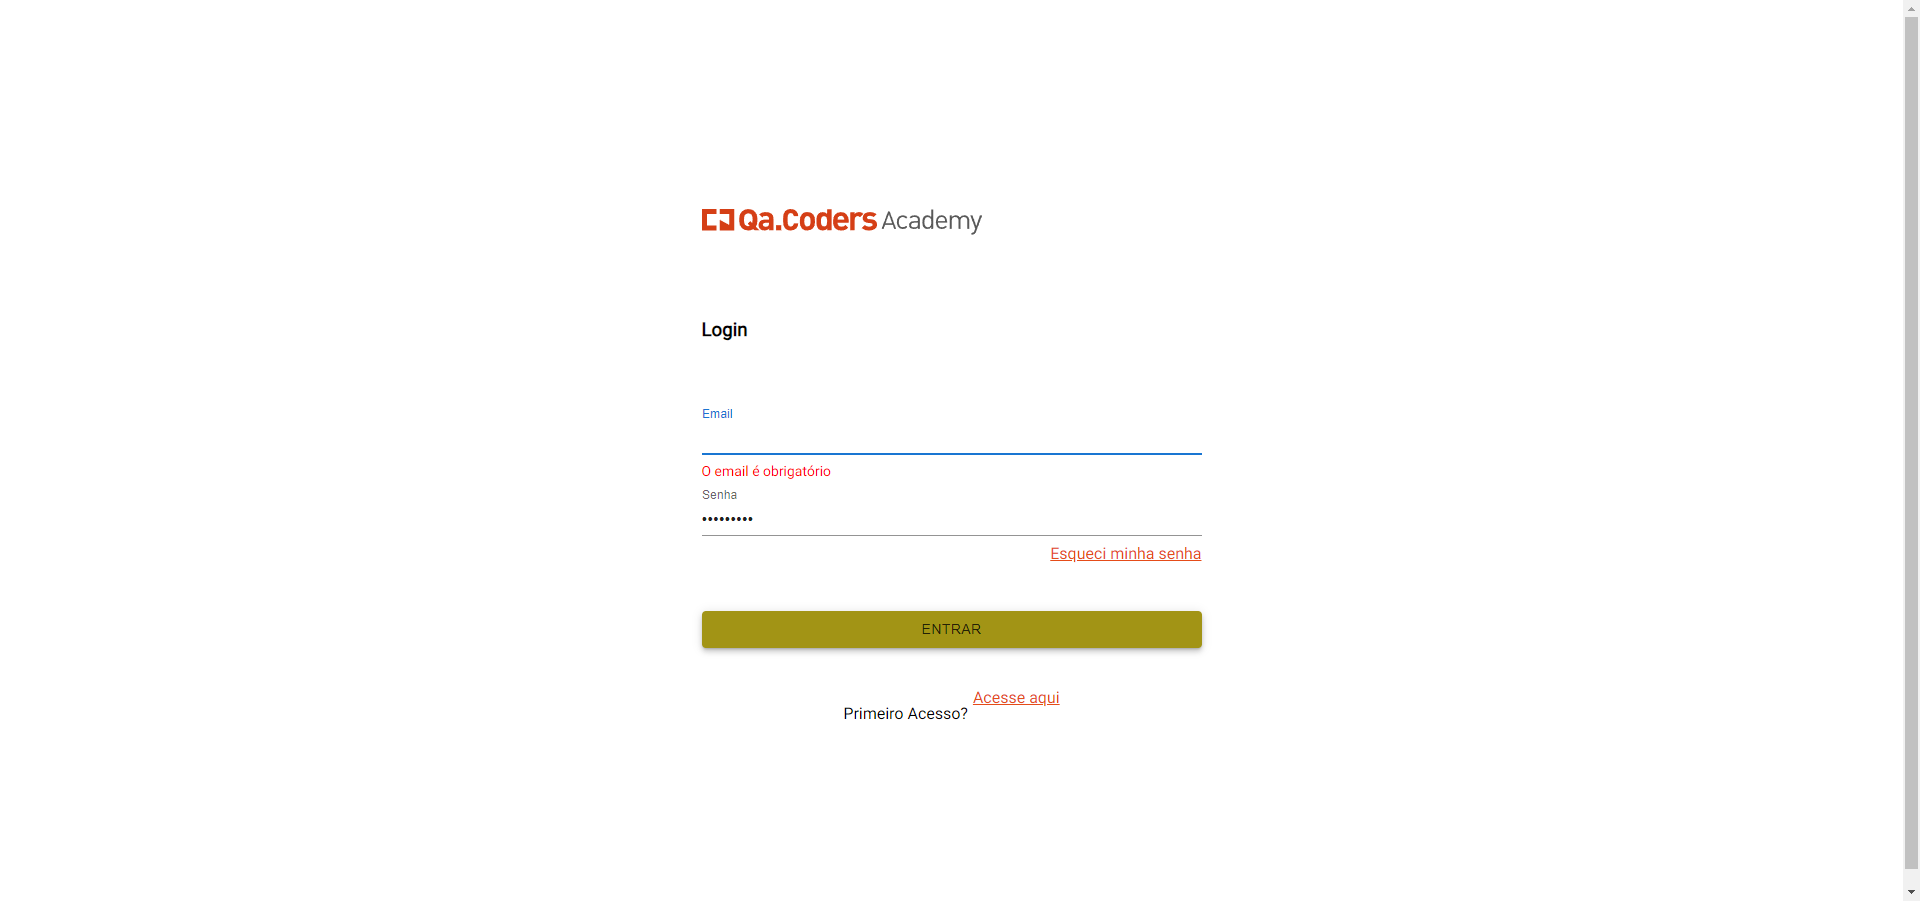 Qa.Coders Academy
Login
Email
O email é obrigatório
Senha
•••••••••
Esqueci minha senha
ENTRAR
Primeiro Acesso? Acesse aqui